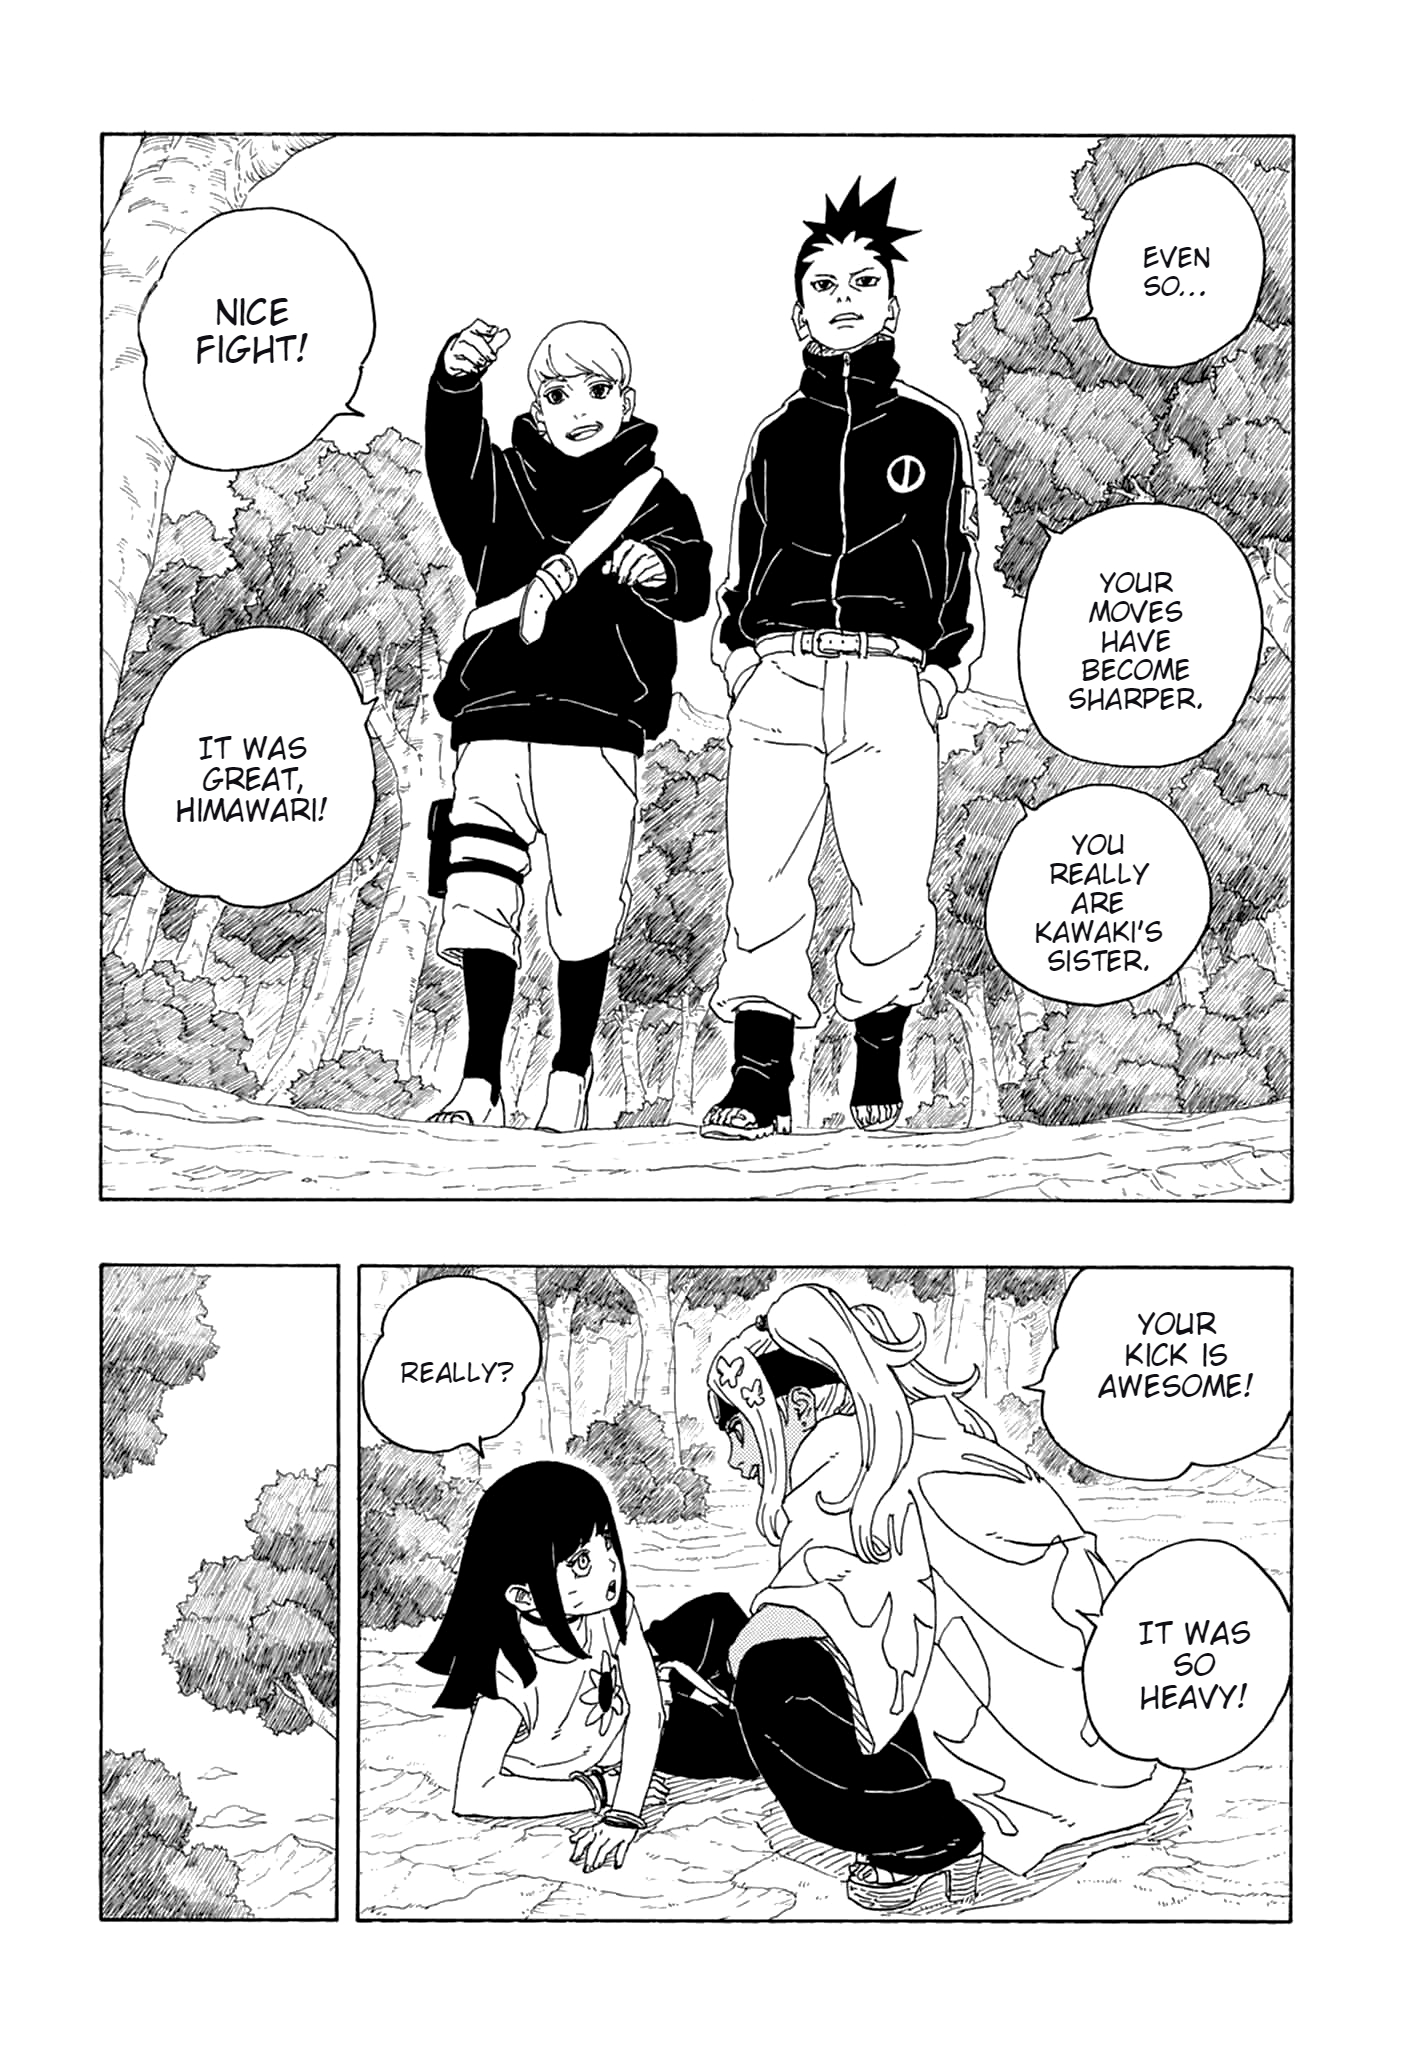 EVEN
SO...
YOUR
MOVES
HAVE
BECOME
SHARPER.
YOU
REALLY
ARE
KAWAKI'S
SISTER.
NICE
FIGHT!
IT WAS
GREAT,
HIMAWARI!
YOUR
KICK IS
AWESOME!
IT WAS
SO
HEAVY!
REALLY?